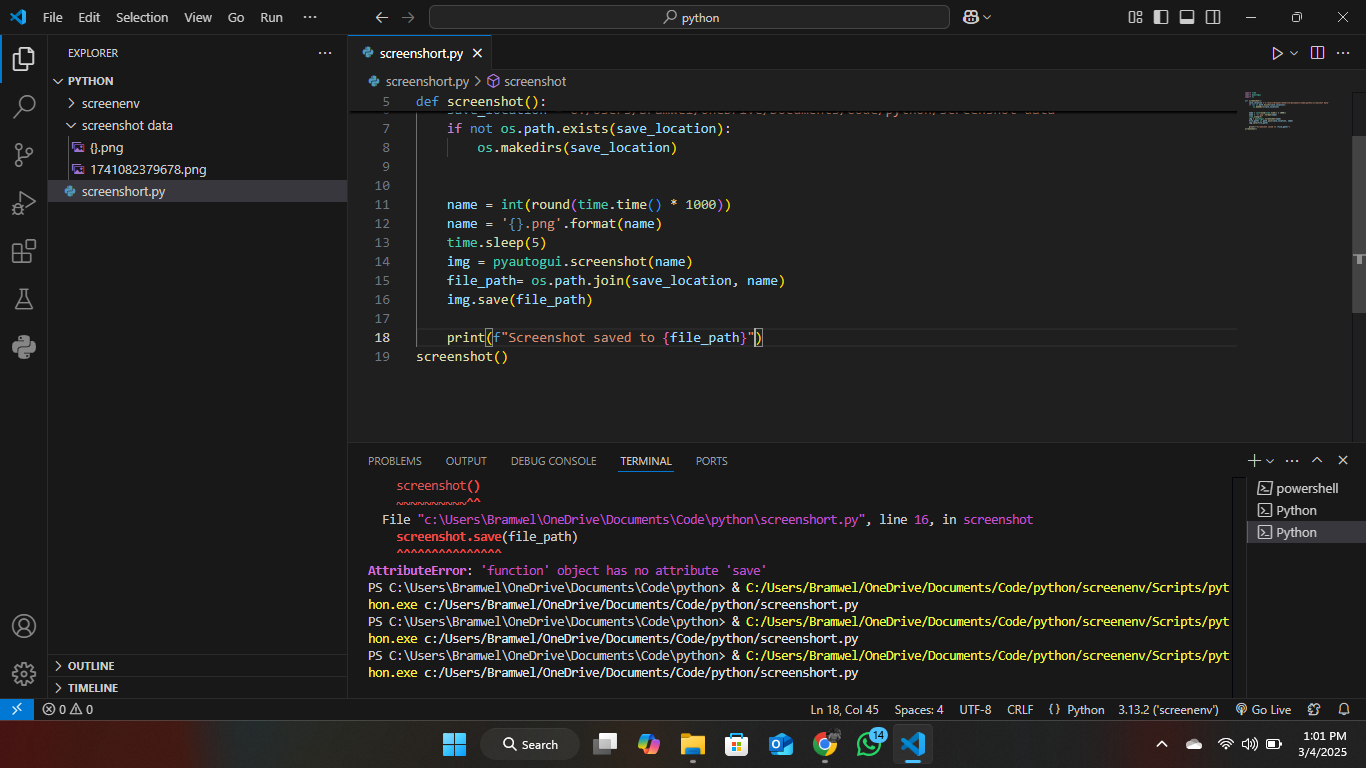 File Edit Selection View Go Run ··· python
EXPLORER ···
PYTHON
screenenv
screenshot data
{}.png
1741082379678.png
screenshort.py
OUTLINE
TIMELINE
screenshort.py
screenshort.py > screenshot
5 def screenshot():
7 if not os.path.exists(save_location):
8 os.makedirs(save_location)
9
10
11 name = int(round(time.time() * 1000))
12 name = '{}.png'.format(name)
13 time.sleep(5)
14 img = pyautogui.screenshot(name)
15 file_path= os.path.join(save_location, name)
16 img.save(file_path)
17
18 print(f"Screenshot saved to {file_path}")
19 screenshot()
PROBLEMS OUTPUT DEBUG CONSOLE TERMINAL PORTS
screenshot()
~~~~~~~~~~^^
File "c:\Users\Bramwel\OneDrive\Documents\Code\python\screenshort.py", line 16, in screenshot
screenshot.save(file_path)
^^^^^^^^^^^^^^^
AttributeError: 'function' object has no attribute 'save'
PS C:\Users\Bramwel\OneDrive\Documents\Code\python> & C:/Users/Bramwel/OneDrive/Documents/Code/python/screenenv/Scripts/pyt
hon.exe c:/Users/Bramwel/OneDrive/Documents/Code/python/screenshort.py
PS C:\Users\Bramwel\OneDrive\Documents\Code\python> & C:/Users/Bramwel/OneDrive/Documents/Code/python/screenenv/Scripts/pyt
hon.exe c:/Users/Bramwel/OneDrive/Documents/Code/python/screenshort.py
PS C:\Users\Bramwel\OneDrive\Documents\Code\python> & C:/Users/Bramwel/OneDrive/Documents/Code/python/screenenv/Scripts/pyt
hon.exe c:/Users/Bramwel/OneDrive/Documents/Code/python/screenshort.py
powershell
Python
Python
0 0 Ln 18, Col 45 Spaces: 4 UTF-8 CRLF {} Python 3.13.2 ('screenenv') Go Live
Search 14
1:01 PM
3/4/2025